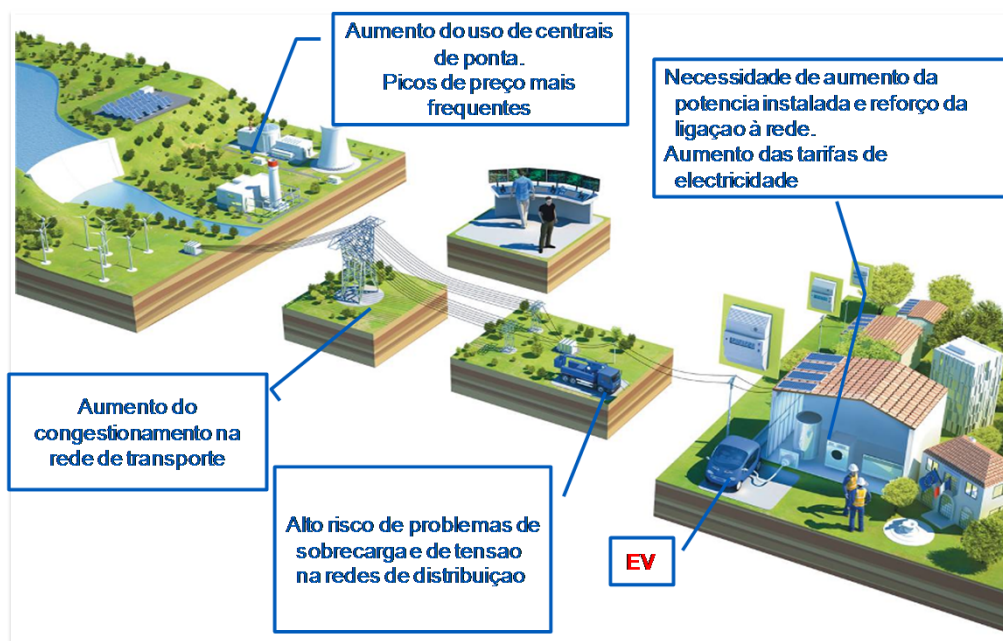 Aumento do uso de centrais
de ponta.
Picos de preço mais
frequentes
Necessidade de aumento da
potencia instalada e reforço da
ligaçao à rede.
Aumento das tarifas de
electricidade
Aumento do
congestionamento na
rede de transporte
Alto risco de problemas de
sobrecarga e de tensao
na redes de distribuiçao
EV